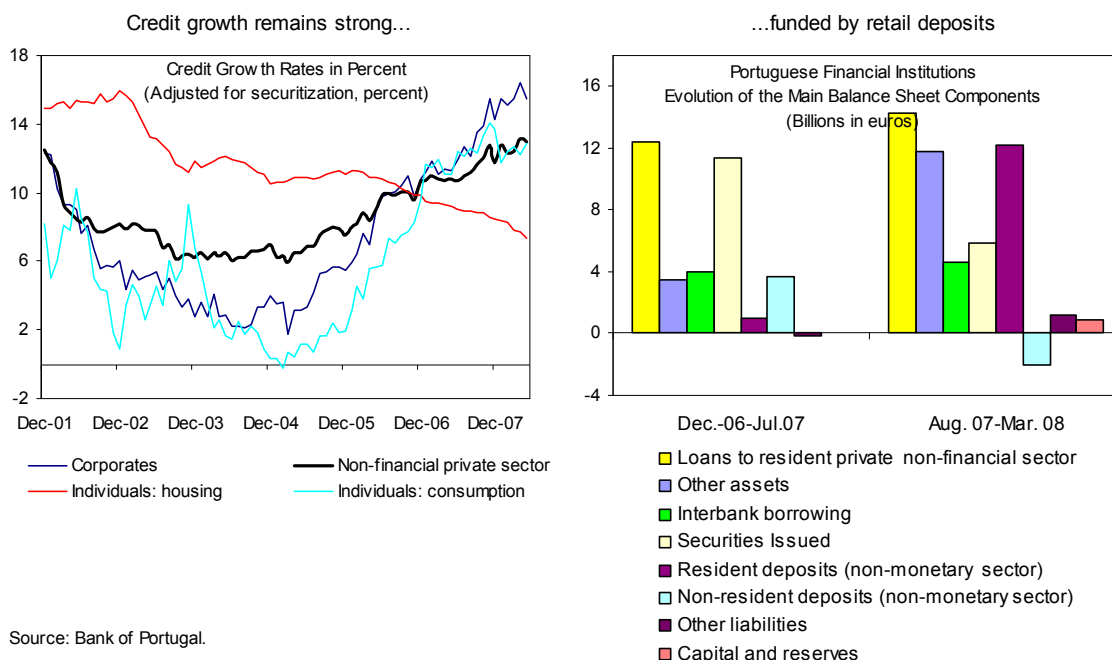 Credit growth remains strong...
18
14
10
6
2
-2
Credit Growth Rates in Percent
(Adjusted for securitization, percent)
Dec-01 Dec-02 Dec-03 Dec-04 Dec-05 Dec-06 Dec-07
Corporates
Non-financial private sector
Individuals: housing
Individuals: consumption
Source: Bank of Portugal.
...funded by retail deposits
16
12
8
4
0
-4
Portuguese Financial Institutions
Evolution of the Main Balance Sheet Components
(Billions in euros)
Dec.-06-Jul.07 Aug. 07-Mar. 08
Loans to resident private non-financial sector
Other assets
Interbank borrowing
Securities Issued
Resident deposits (non-monetary sector)
Non-resident deposits (non-monetary sector)
Other liabilities
Capital and reserves